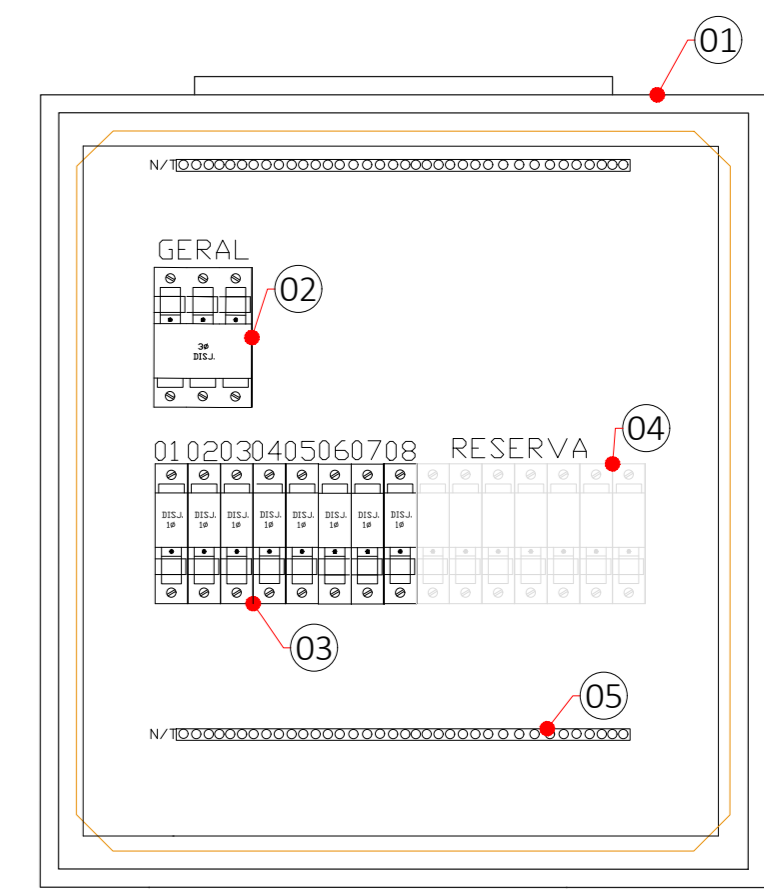 01
N/T
GERAL
02
3ø
DISJ.
04
01 02 03 04 05 06 07 08 RESERVA
DISJ. DISJ. DISJ. DISJ. DISJ. DISJ. DISJ. DISJ.
1ø 1ø 1ø 1ø 1ø 1ø 1ø 1ø
03
05
N/T